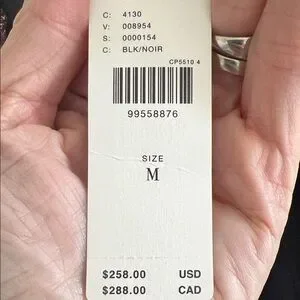 C: 4130
V: 008954
S: 0000154
C: BLK/NOIR
CP5510 4
99558876
SIZE
M
$258.00 USD
$288.00 CAD